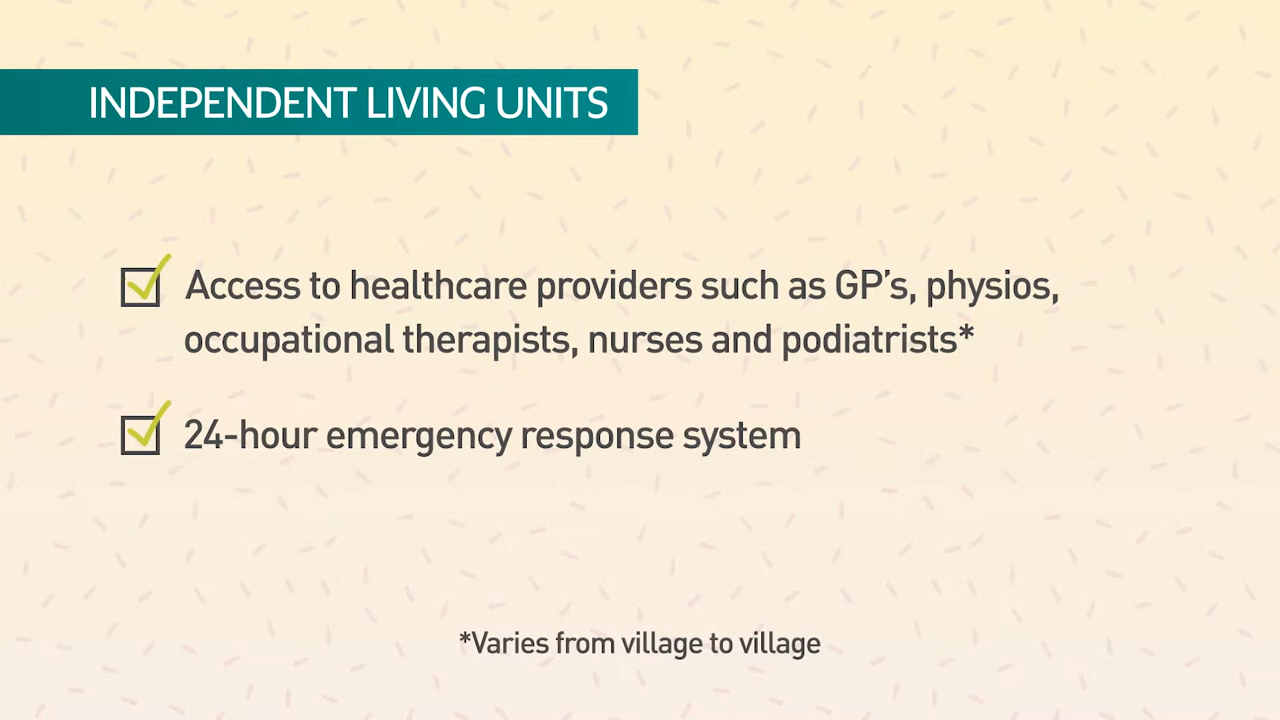 INDEPENDENT LIVING UNITS
Access to healthcare providers such as GP’s, physios,
occupational therapists, nurses and podiatrists*
24-hour emergency response system
*Varies from village to village